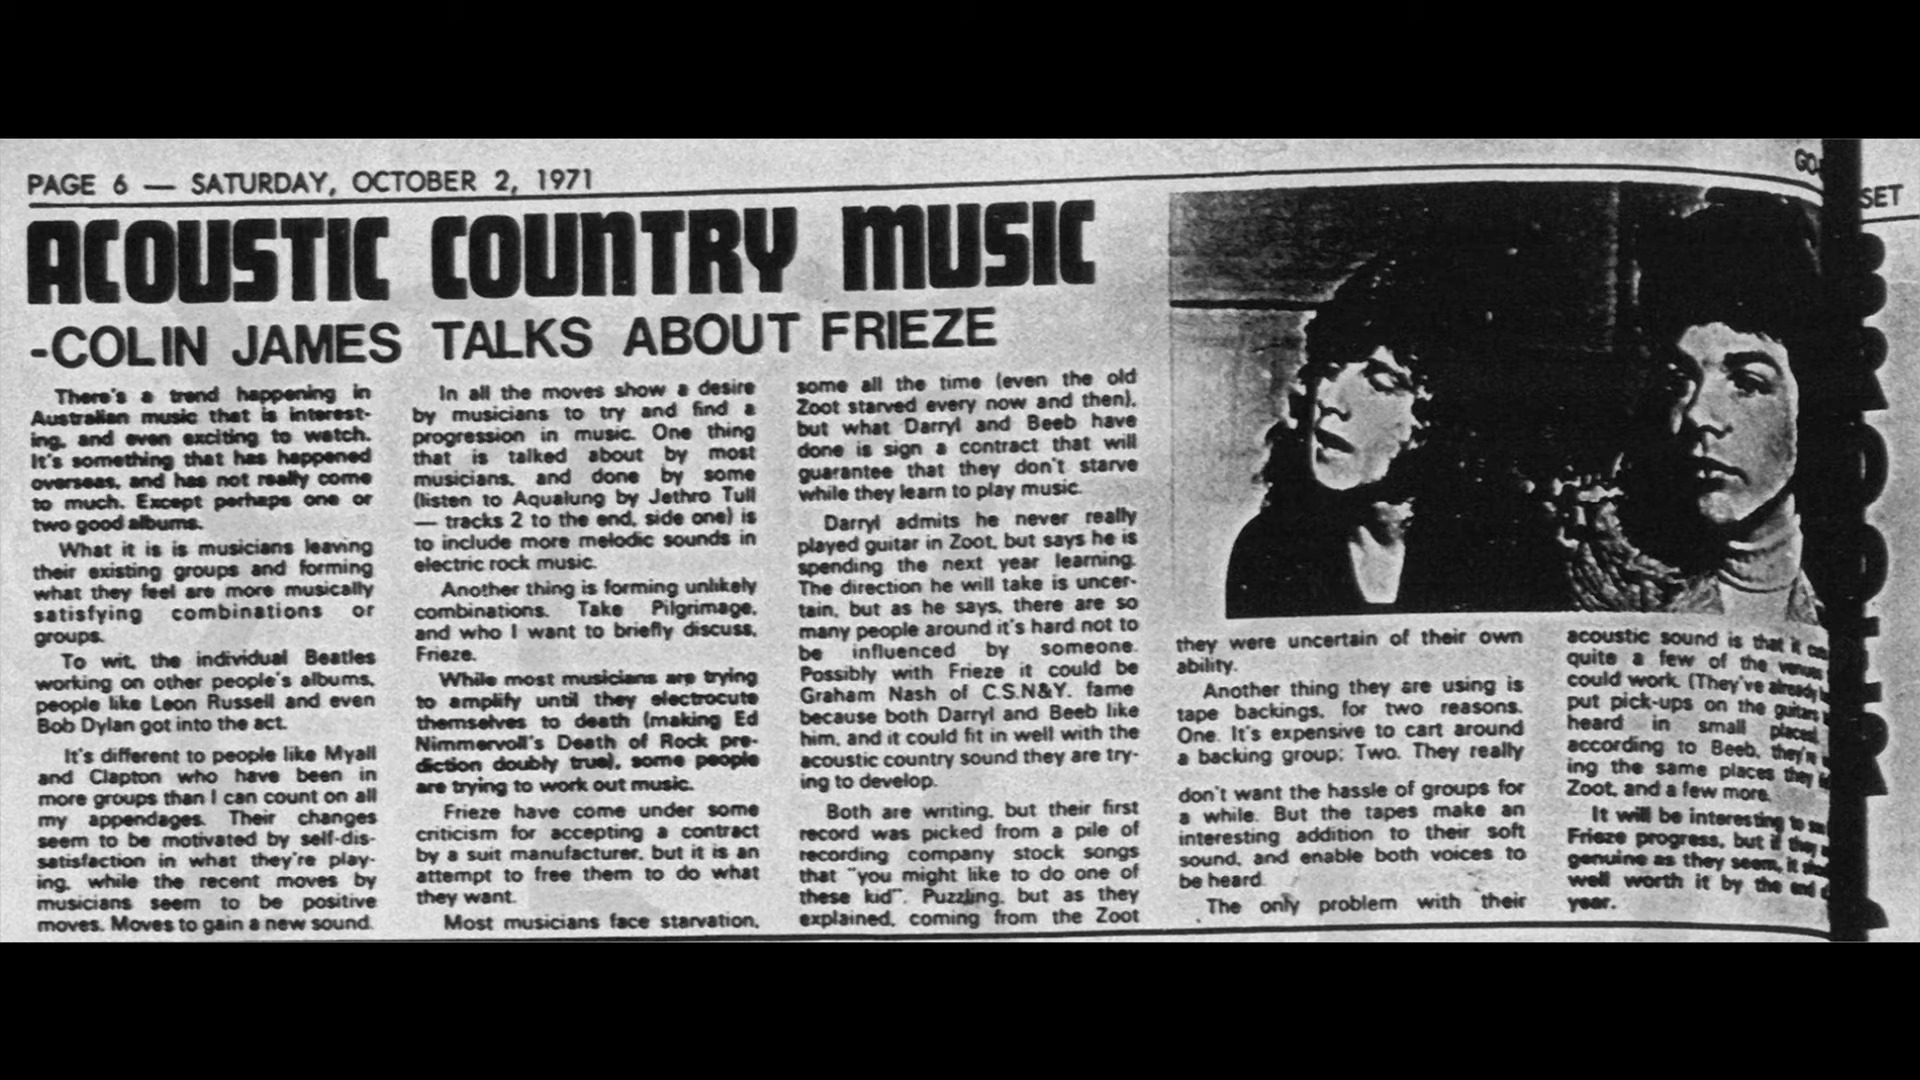 PAGE 6 — SATURDAY, OCTOBER 2, 1971
GO
SET
ACOUSTIC COUNTRY MUSIC
-COLIN JAMES TALKS ABOUT FRIEZE
There's a trend happening in
Australian music that is interest-
ing, and even exciting to watch.
It's something that has happened
overseas, and has not really come
to much. Except perhaps one or
two good albums.
What it is is musicians leaving
their existing groups and forming
what they feel are more musically
satisfying combinations or
groups.
To wit, the individual Beatles
working on other people's albums,
people like Leon Russell and even
Bob Dylan got into the act.
It's different to people like Myall
and Clapton who have been in
more groups than I can count on all
my appendages. Their changes
seem to be motivated by self-dis-
satisfaction in what they're play-
ing, while the recent moves by
musicians seem to be positive
moves. Moves to gain a new sound.
In all the moves show a desire
by musicians to try and find a
progression in music. One thing
that is talked about by most
musicians, and done by some
(listen to Aqualung by Jethro Tull
— tracks 2 to the end, side one) is
to include more melodic sounds in
electric rock music.
Another thing is forming unlikely
combinations. Take Pilgrimage,
and who I want to briefly discuss,
Frieze.
While most musicians are trying
to amplify until they electrocute
themselves to death (making Ed
Nimmervoll's Death of Rock pre-
diction doubly true), some people
are trying to work out music.
Frieze have come under some
criticism for accepting a contract
by a suit manufacturer, but it is an
attempt to free them to do what
they want.
Most musicians face starvation,
some all the time (even the old
Zoot starved every now and then),
but what Darryl and Beeb have
done is sign a contract that will
guarantee that they don't starve
while they learn to play music.
Darryl admits he never really
played guitar in Zoot, but says he is
spending the next year learning.
The direction he will take is uncer-
tain, but as he says, there are so
many people around it's hard not to
be influenced by someone.
Possibly with Frieze it could be
Graham Nash of C.S.N&Y. fame
because both Darryl and Beeb like
him, and it could fit in well with the
acoustic country sound they are try-
ing to develop.
Both are writing, but their first
record was picked from a pile of
recording company stock songs
that "you might like to do one of
these kid". Puzzling, but as they
explained, coming from the Zoot
they were uncertain of their own
ability.
Another thing they are using is
tape backings, for two reasons.
One. It's expensive to cart around
a backing group; Two. They really
don't want the hassle of groups for
a while. But the tapes make an
interesting addition to their soft
sound, and enable both voices to
be heard.
The only problem with their
acoustic sound is that it
quite a few of the venues
could work. (They've already
put pick-ups on the guitars
heard in small places,
according to Beeb, they're
ing the same places they
Zoot, and a few more.
It will be interesting to
Frieze progress, but if they
genuine as they seem, it
well worth it by the end
year.